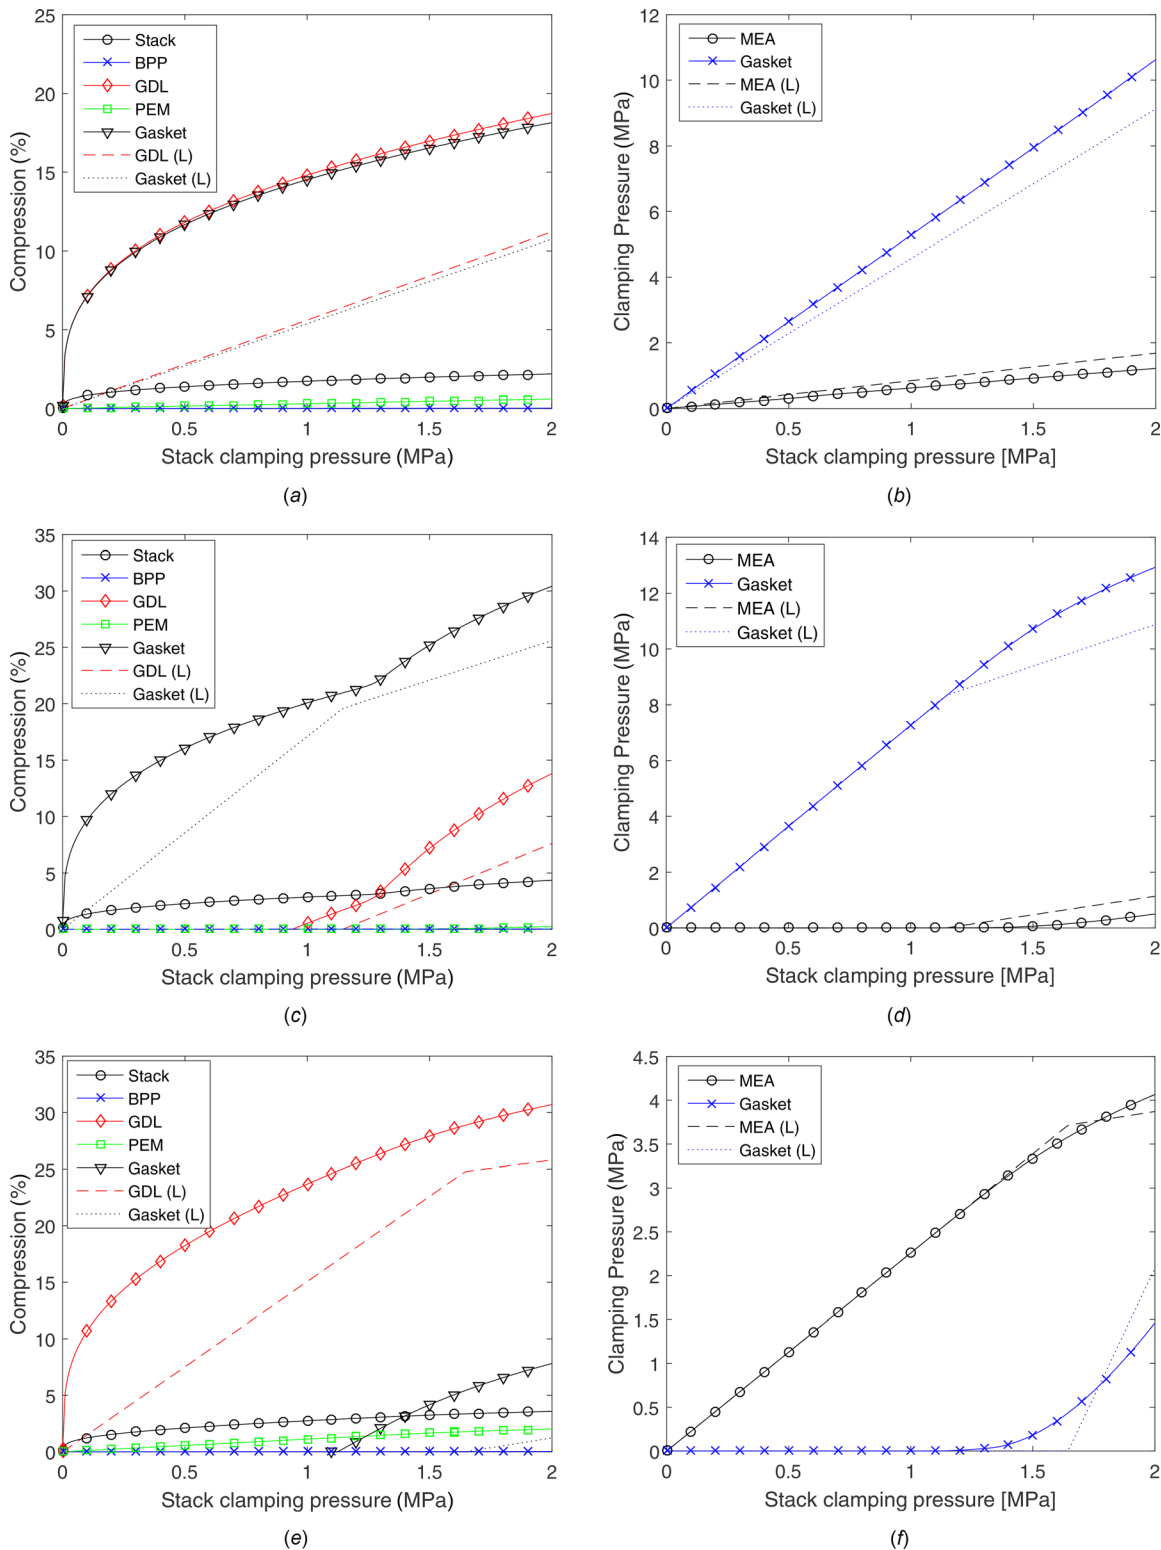 25
20
15
10
5
0
Compression (%)
Stack
BPP
GDL
PEM
Gasket
GDL (L)
Gasket (L)
0 0.5 1 1.5 2
Stack clamping pressure (MPa)
(a)
12
10
8
6
4
2
0
Clamping Pressure (MPa)
MEA
Gasket
MEA (L)
Gasket (L)
0 0.5 1 1.5 2
Stack clamping pressure [MPa]
(b)
35
30
25
20
15
10
5
0
Compression (%)
Stack
BPP
GDL
PEM
Gasket
GDL (L)
Gasket (L)
0 0.5 1 1.5 2
Stack clamping pressure (MPa)
(c)
14
12
10
8
6
4
2
0
Clamping Pressure (MPa)
MEA
Gasket
MEA (L)
Gasket (L)
0 0.5 1 1.5 2
Stack clamping pressure [MPa]
(d)
35
30
25
20
15
10
5
0
Compression (%)
Stack
BPP
GDL
PEM
Gasket
GDL (L)
Gasket (L)
0 0.5 1 1.5 2
Stack clamping pressure (MPa)
(e)
4.5
4
3.5
3
2.5
2
1.5
1
0.5
0
Clamping Pressure (MPa)
MEA
Gasket
MEA (L)
Gasket (L)
0 0.5 1 1.5 2
Stack clamping pressure [MPa]
(f)